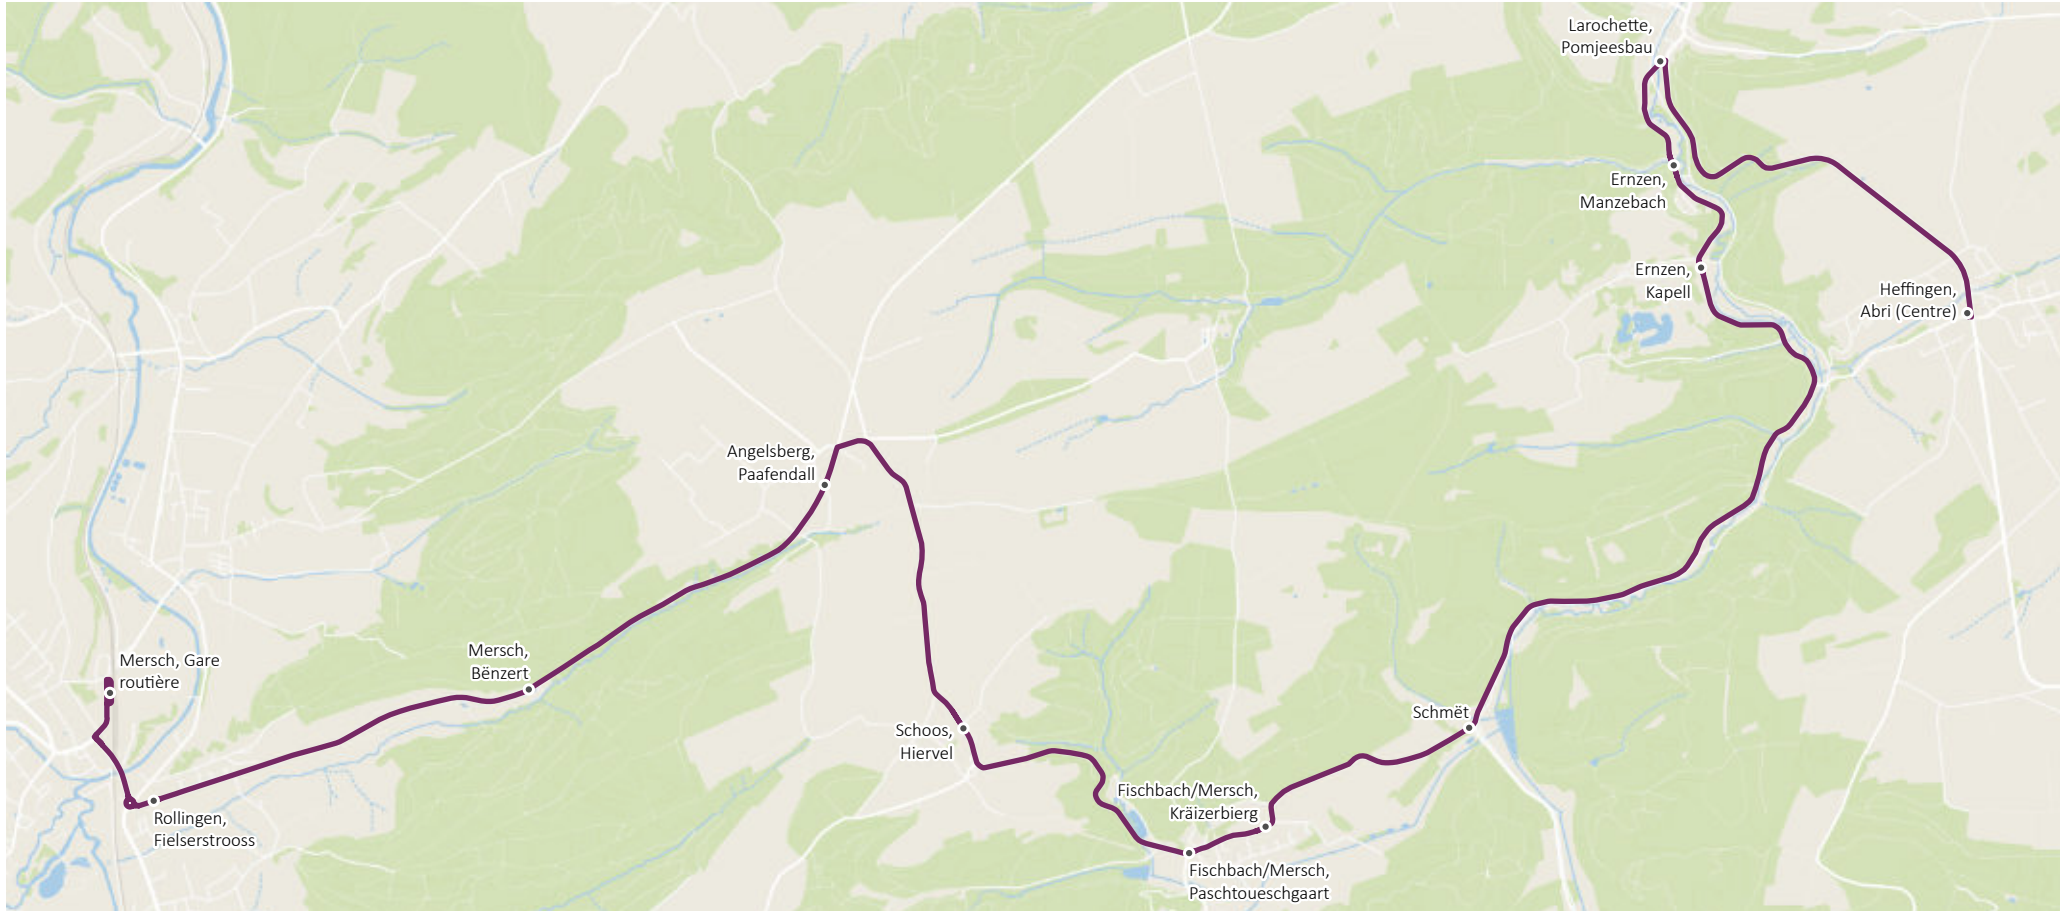 Larochette,
Pomjeesbau
Ernzen,
Manzebach
Ernzen,
Kapell
Heffingen,
Abri (Centre)
Angelsberg,
Paafendall
Mersch,
Bënzert
Mersch, Gare
routière
Schmët
Schoos,
Hiervel
Fischbach/Mersch,
Kräizerbierg
Rollingen,
Fielserstrooss
Fischbach/Mersch,
Paschtoueschgaart